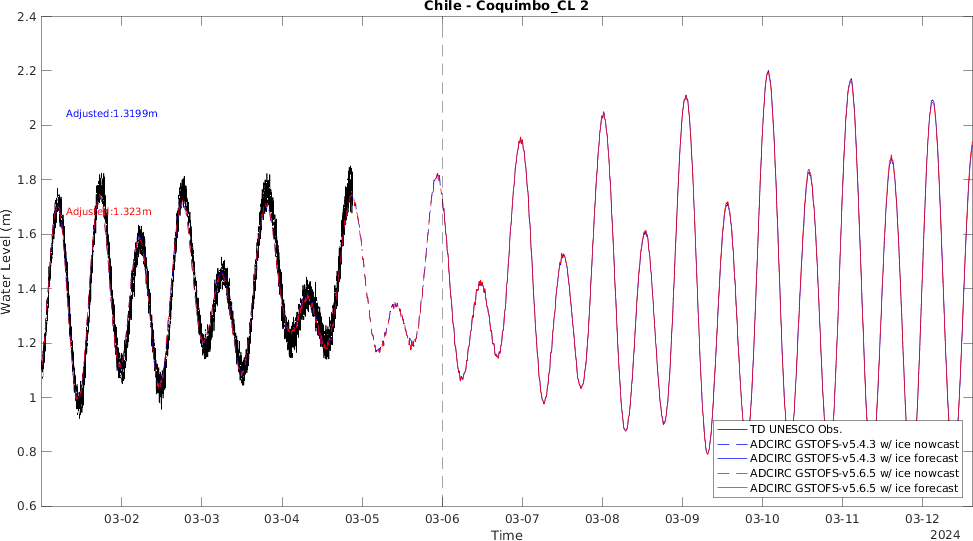 Chile - Coquimbo_CL 2
2.4
2.2
2
1.8
1.6
1.4
1.2
1
0.8
0.6
Water Level (m)
Adjusted:1.3199m
Adjusted:1.323m
TD UNESCO Obs.
ADCIRC GSTOFS-v5.4.3 w/ ice nowcast
ADCIRC GSTOFS-v5.4.3 w/ ice forecast
ADCIRC GSTOFS-v5.6.5 w/ ice nowcast
ADCIRC GSTOFS-v5.6.5 w/ ice forecast
03-02 03-03 03-04 03-05 03-06 03-07 03-08 03-09 03-10 03-11 03-12
Time
2024